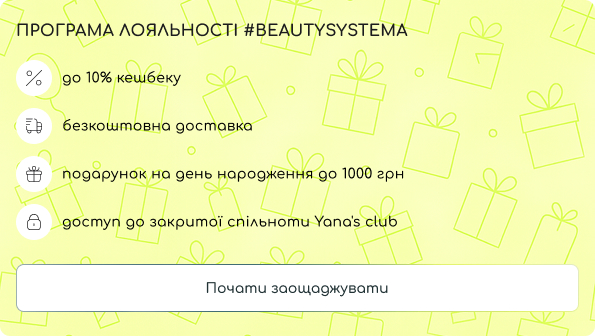 ПРОГРАМА ЛОЯЛЬНОСТІ #BEAUTYSYSTEMA
до 10% кешбеку
безкоштовна доставка
подарунок на день народження до 1000 грн
доступ до закритої спільноти Yana's club
Почати заощаджувати